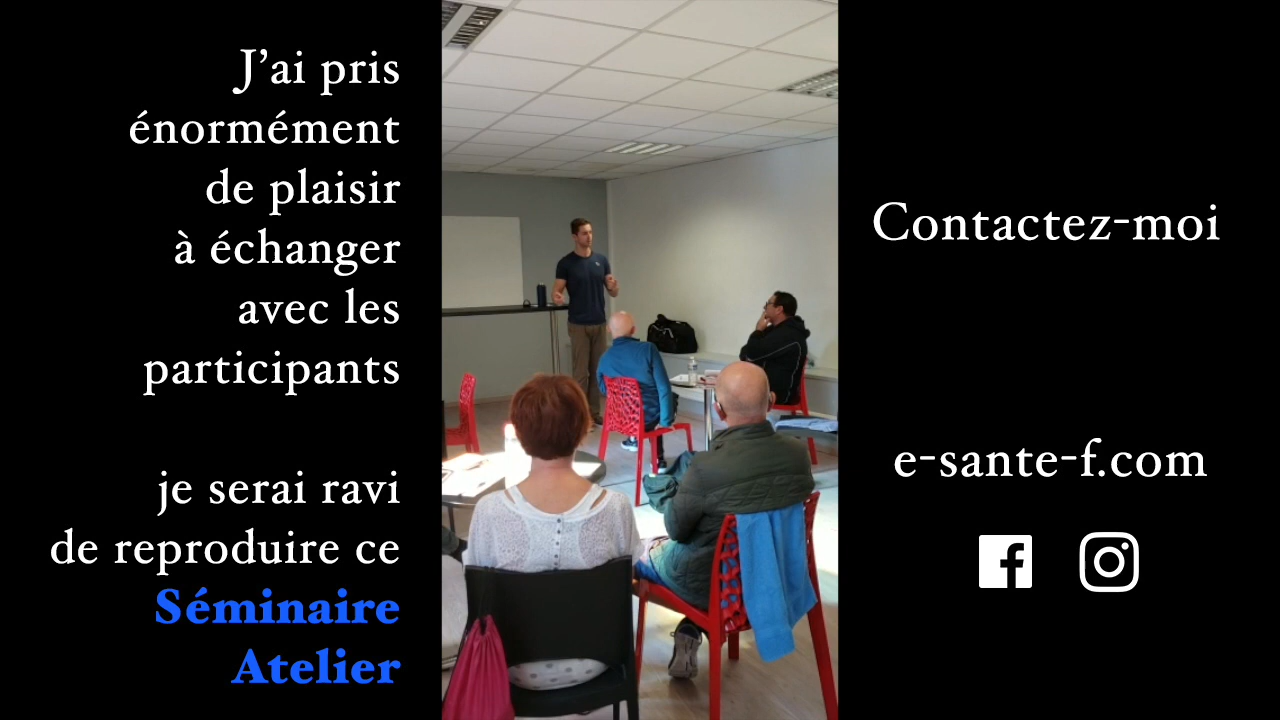 J’ai pris
énormément
de plaisir
à échanger
avec les
participants
je serai ravi
de reproduire ce
Séminaire
Atelier
Contactez-moi
e-sante-f.com